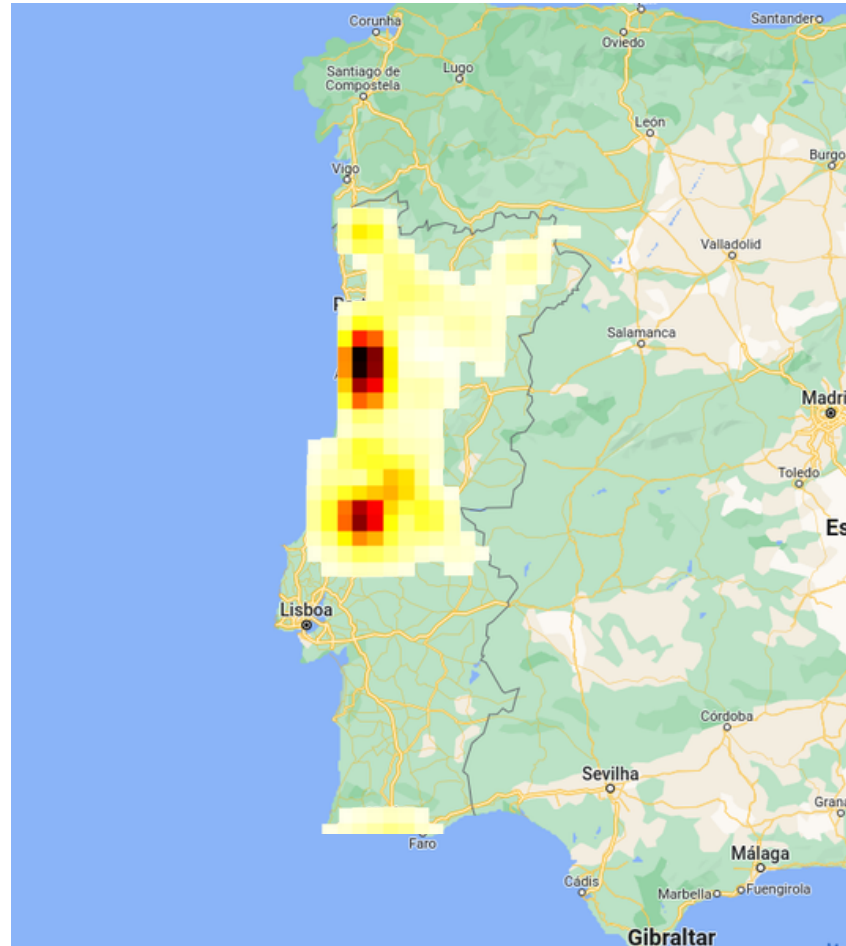 Corunha
Santander
Oviedo
Santiago de
Compostela
Lugo
León
Burgo
Vigo
Valladolid
Salamanca
Madri
Toledo
Es
Lisboa
Córdoba
Sevilha
Grana
Faro
Málaga
Cádis
Marbella
Fuengirola
Gibraltar